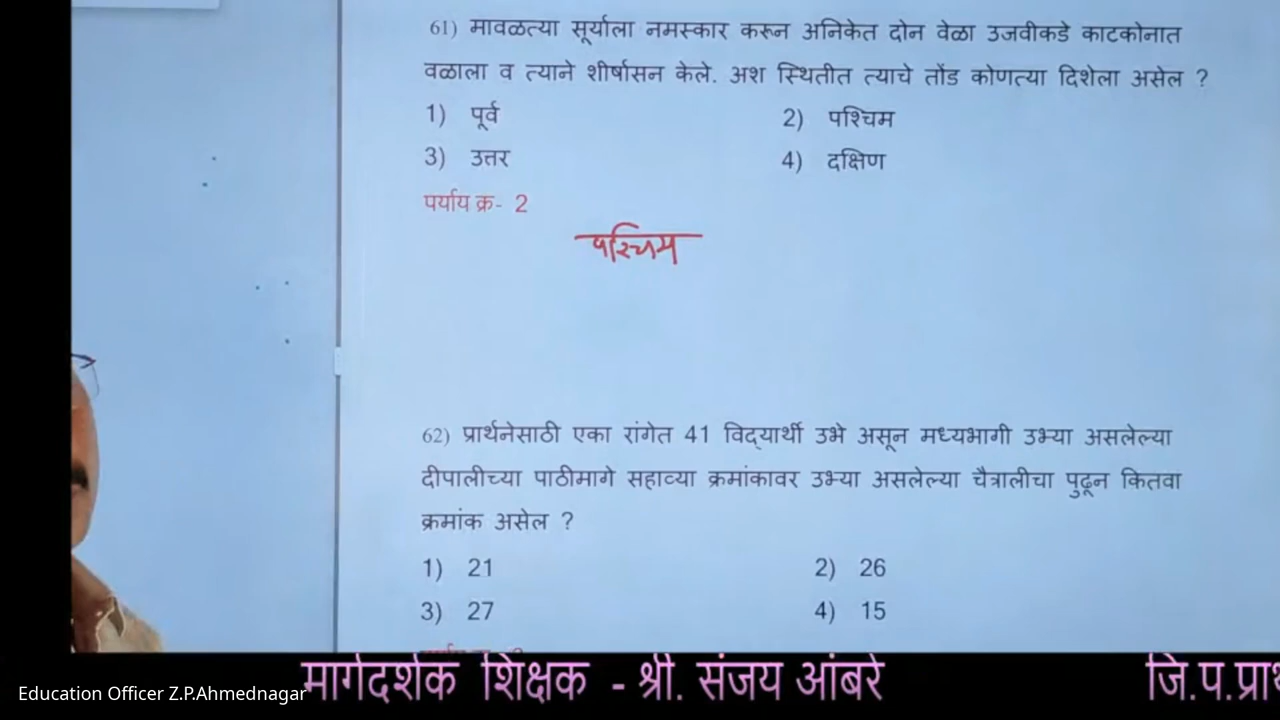 61) मावळत्या सूर्याला नमस्कार करून अनिकेत दोन वेळा उजवीकडे काटकोनात
वळाला व त्याने शीर्षासन केले. अश स्थितीत त्याचे तोंड कोणत्या दिशेला असेल ?
1) पूर्व 2) पश्चिम
3) उत्तर 4) दक्षिण
पर्याय क्र- 2
पश्चिम
62) प्रार्थनेसाठी एका रांगेत 41 विद्यार्थी उभे असून मध्यभागी उभ्या असलेल्या
दीपालीच्या पाठीमागे सहाव्या क्रमांकावर उभ्या असलेल्या चैत्रालीचा पुढून कितवा
क्रमांक असेल ?
1) 21 2) 26
3) 27 4) 15
मार्गदर्शक शिक्षक - श्री. संजय आंबरे जि.प.प्राथ
Education Officer Z.P.Ahmednagar